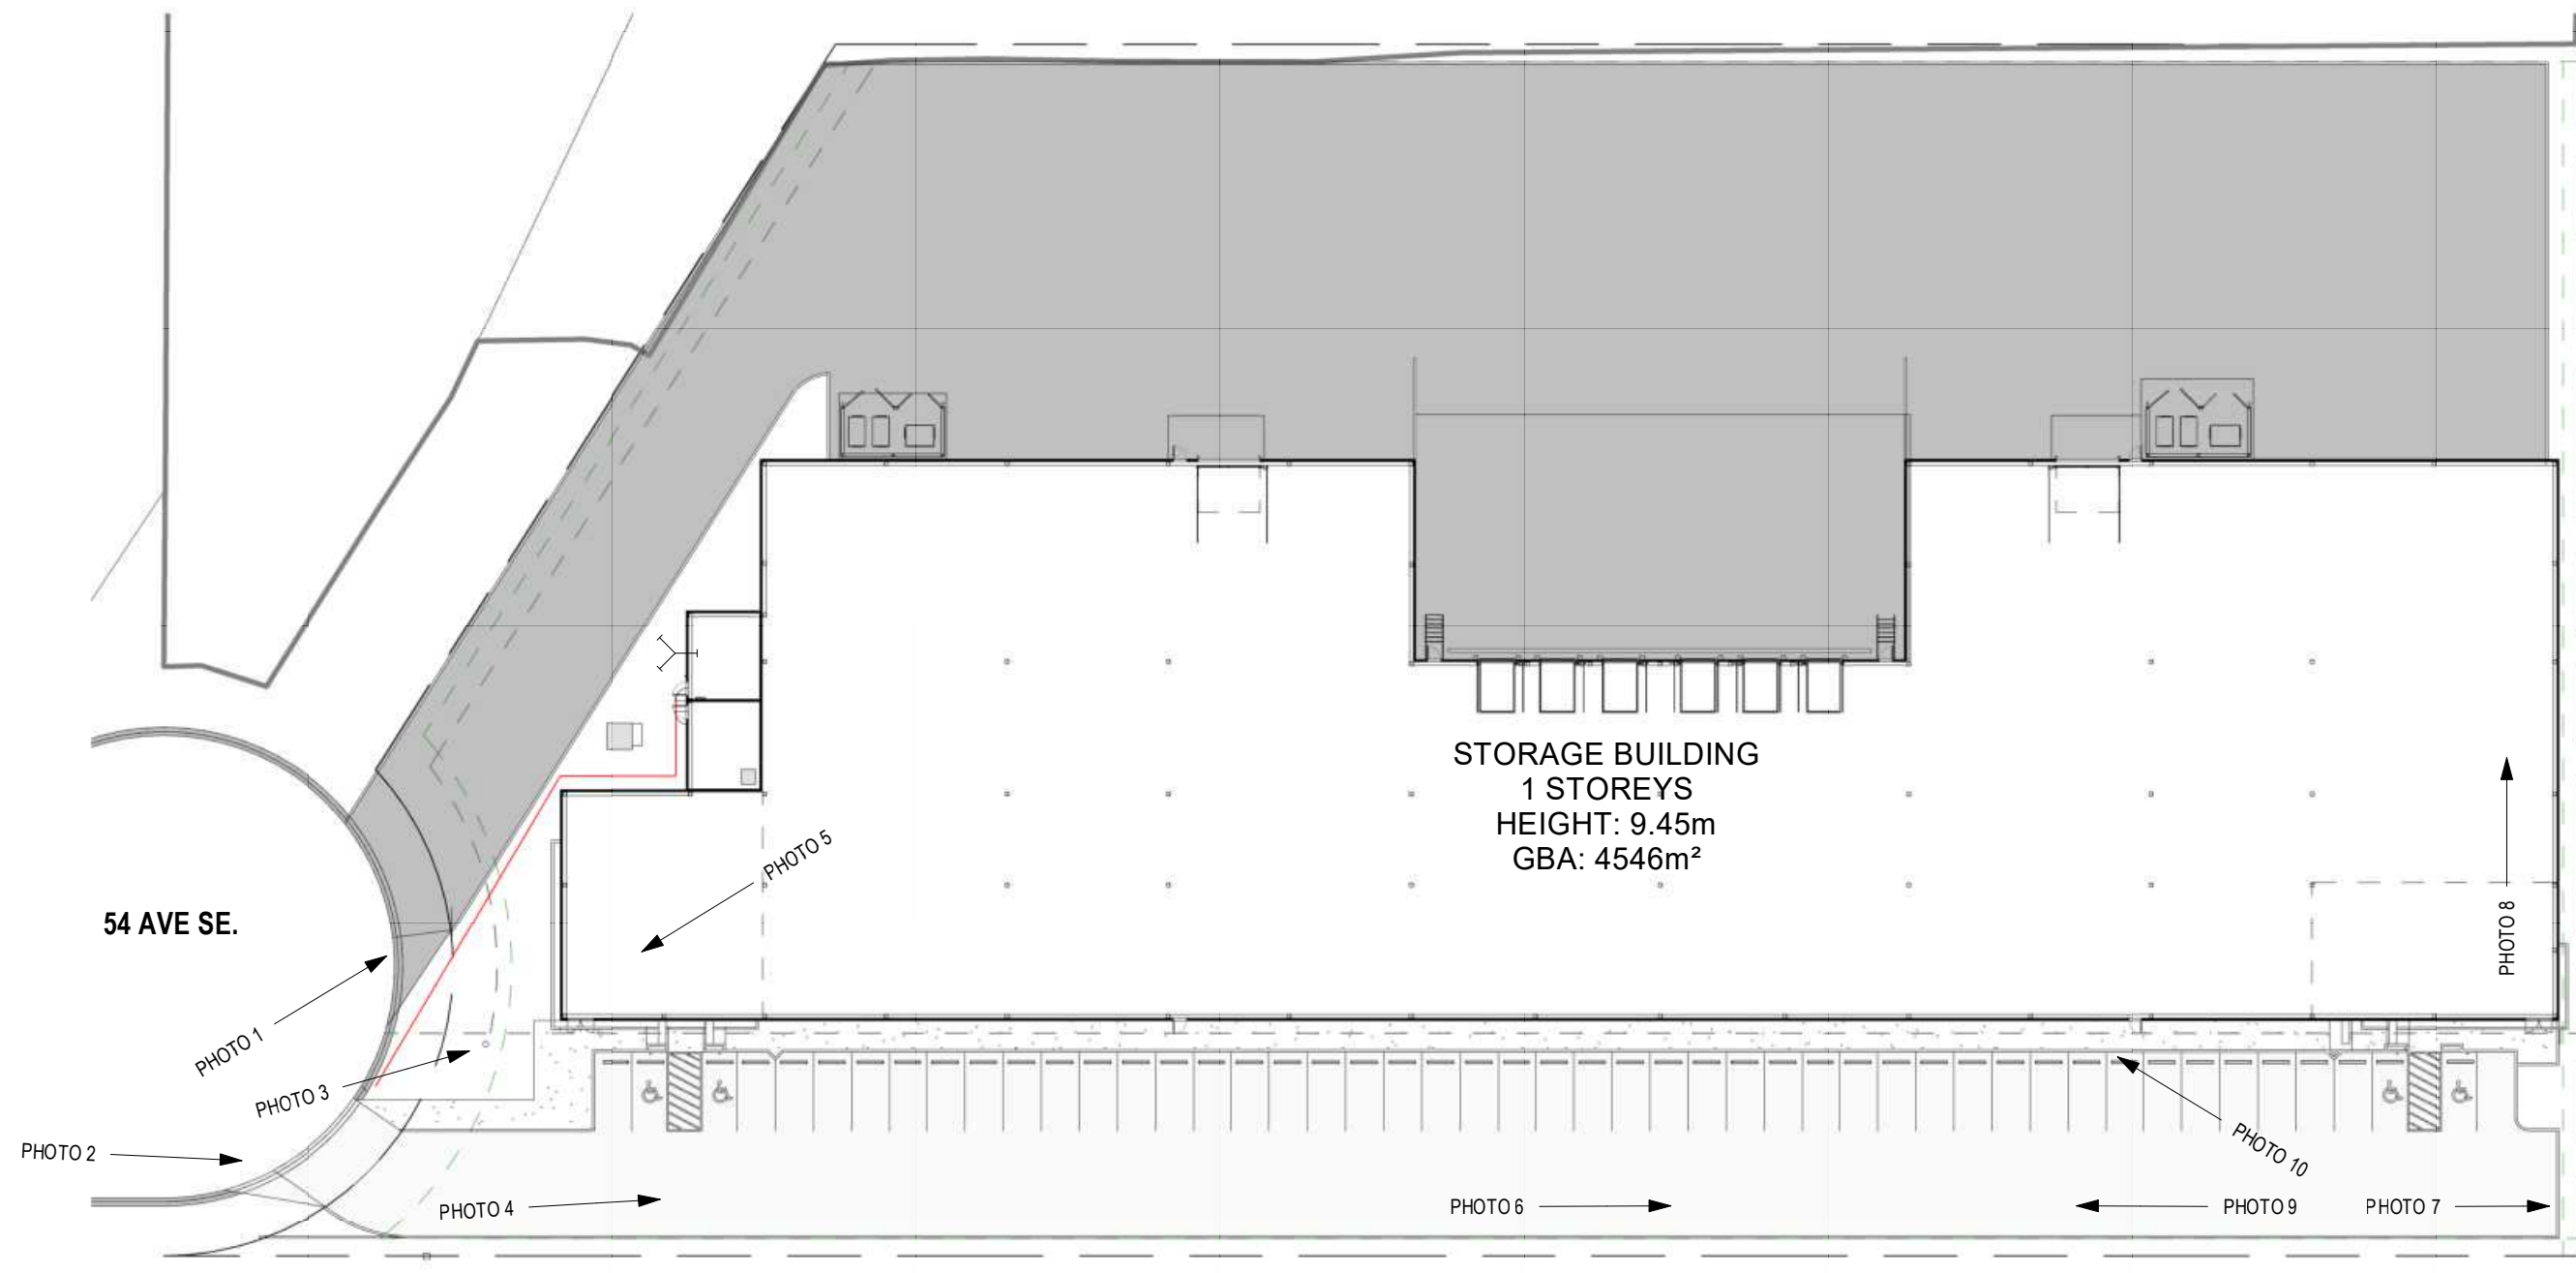 STORAGE BUILDING
1 STOREYS
HEIGHT: 9.45m
GBA: 4546m²
PHOTO 5
PHOTO 8
54 AVE SE.
PHOTO 1
PHOTO 3
PHOTO 2
PHOTO 4
PHOTO 6
PHOTO 10
PHOTO 9
PHOTO 7